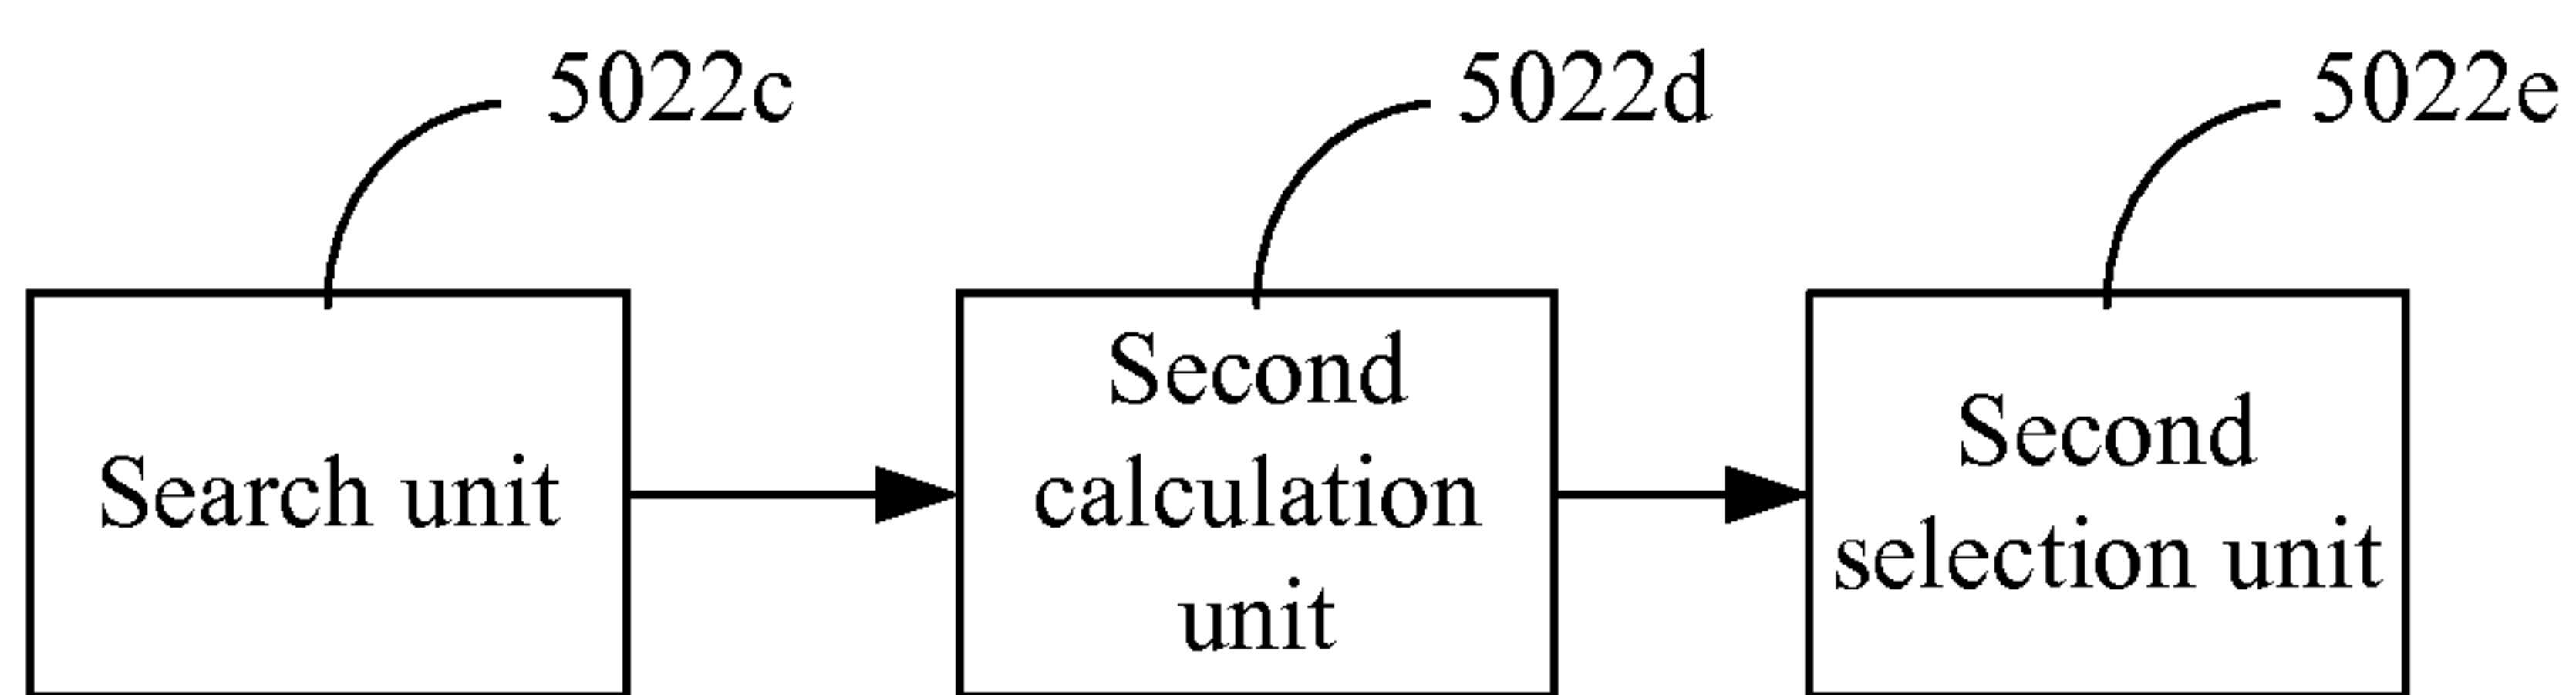 5022c
5022d
5022e
Search unit
Second
calculation
unit
Second
selection unit